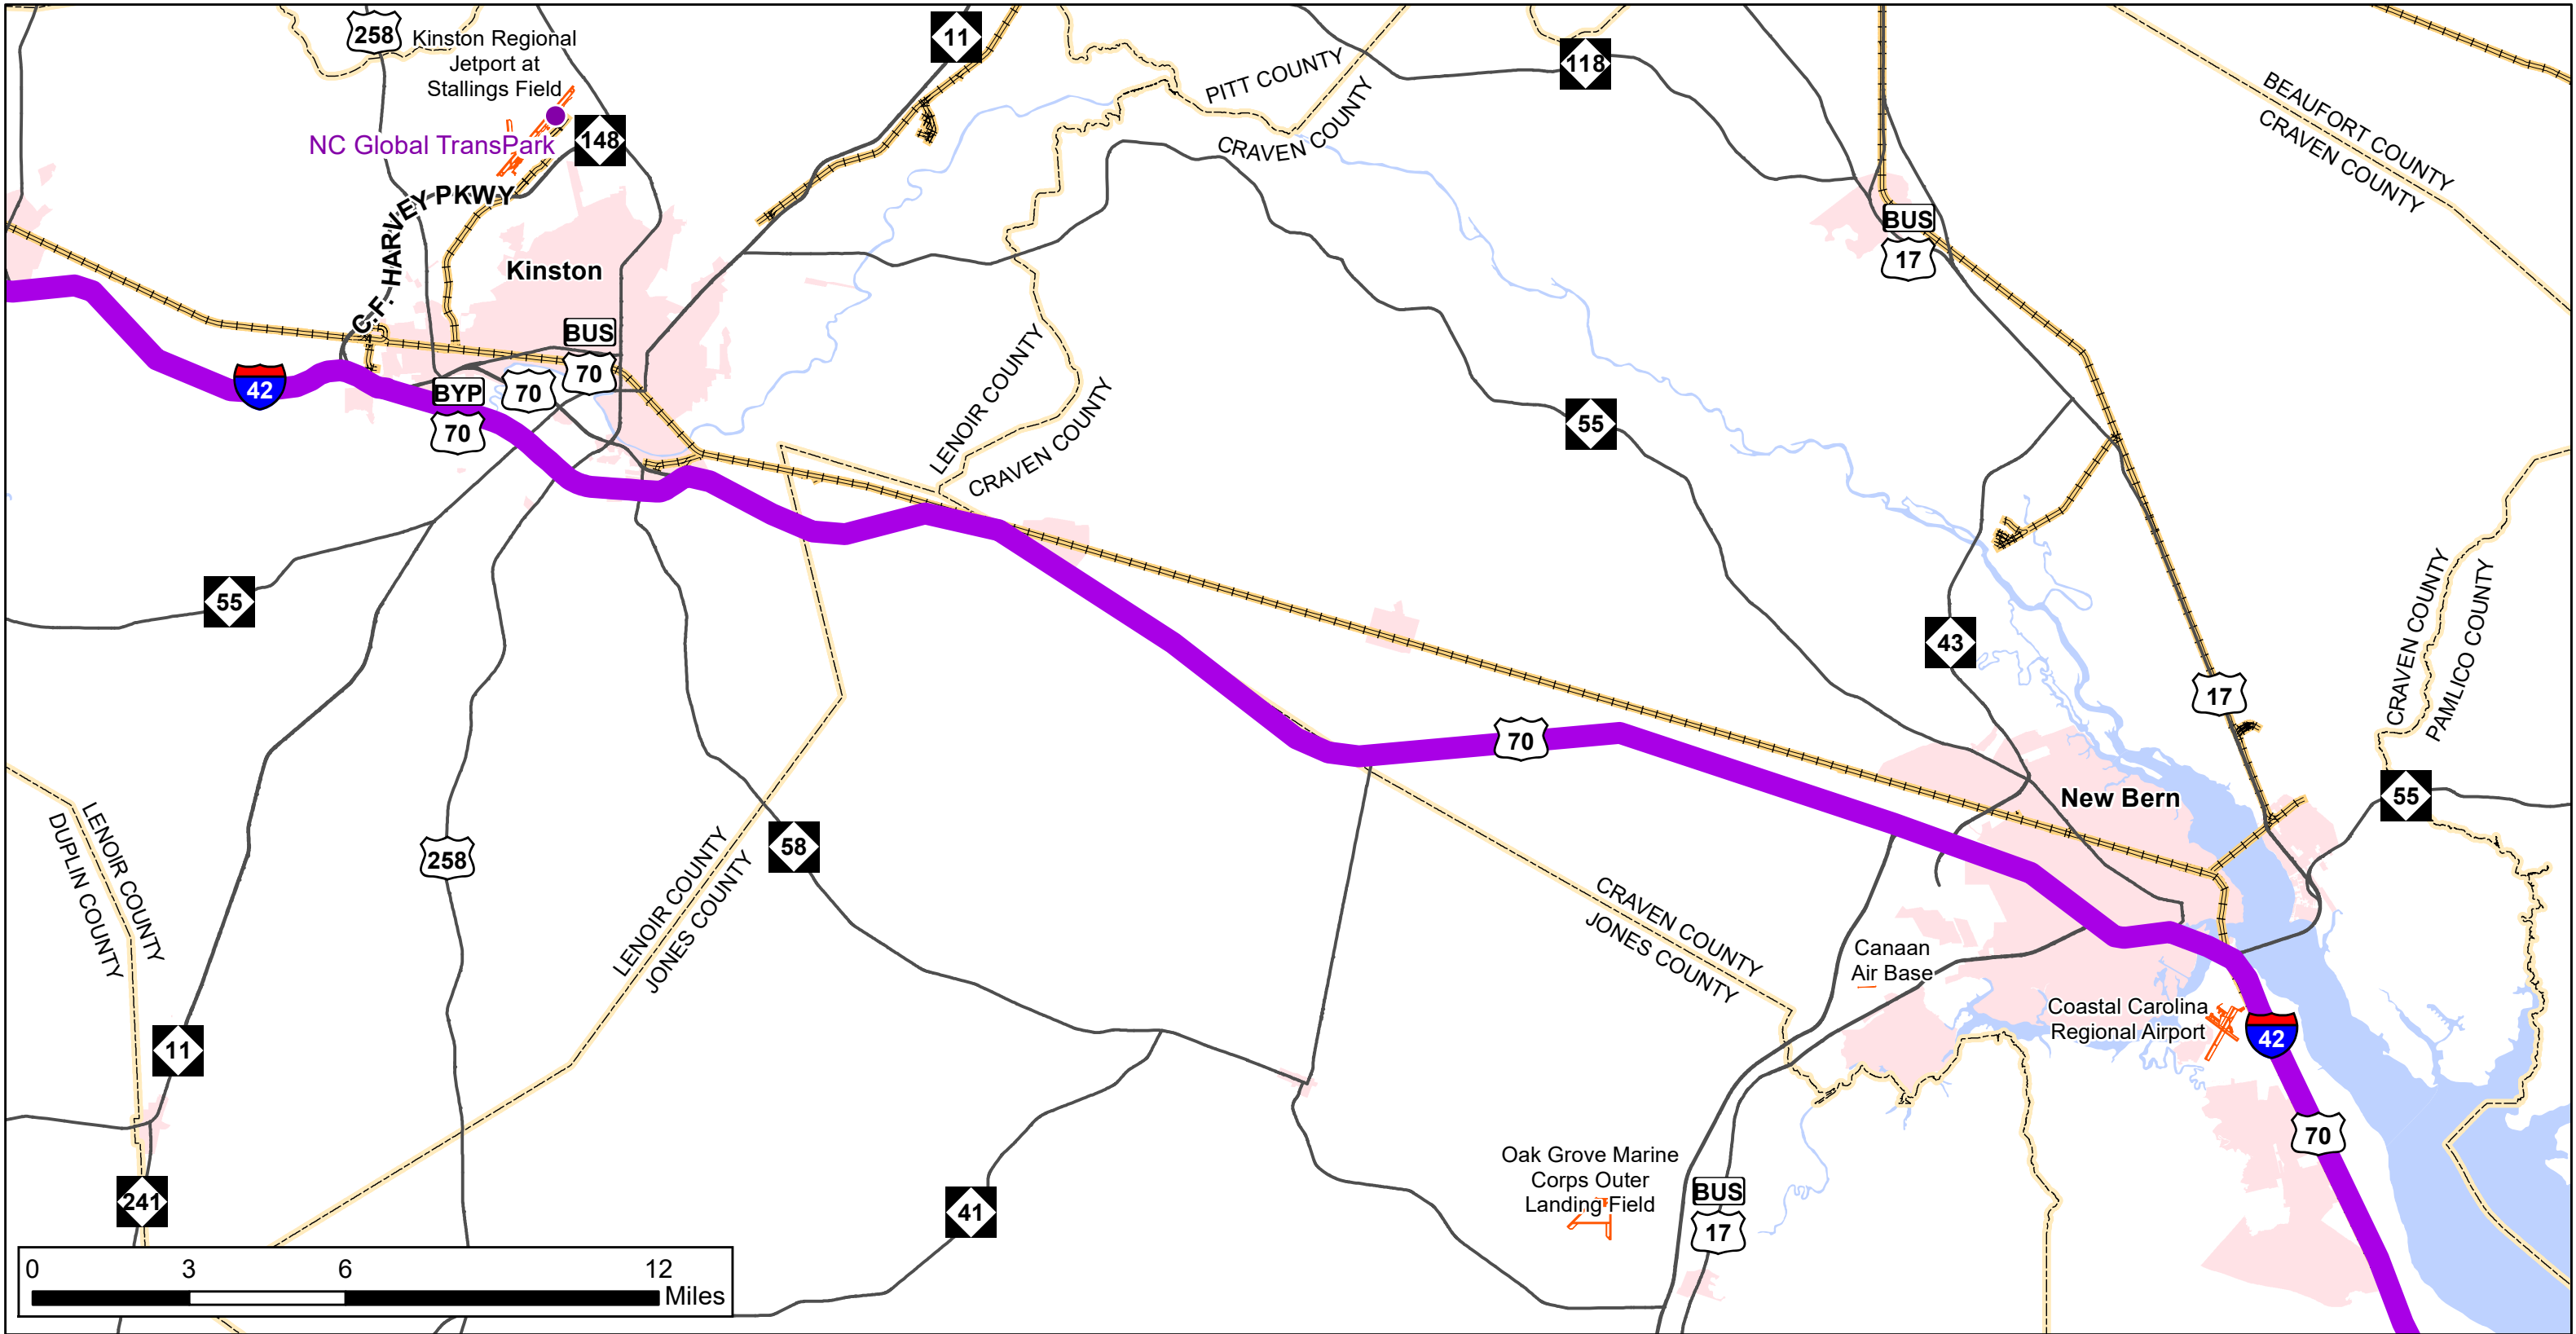 258
Kinston Regional
Jetport at
Stallings Field
NC Global TransPark
148
11
PITT COUNTY
CRAVEN COUNTY
118
BEAUFORT COUNTY
CRAVEN COUNTY
BUS
17
C.F. HARVEY PKWY
Kinston
BUS
70
42
BYP
70
70
LENOIR COUNTY
CRAVEN COUNTY
55
55
43
17
CRAVEN COUNTY
PAMLICO COUNTY
70
New Bern
55
LENOIR COUNTY
DUPLIN COUNTY
258
58
LENOIR COUNTY
JONES COUNTY
CRAVEN COUNTY
JONES COUNTY
Canaan
Air Base
Coastal Carolina
Regional Airport
42
11
70
Oak Grove Marine
Corps Outer
Landing Field
BUS
17
241
41
0 3 6 12
Miles